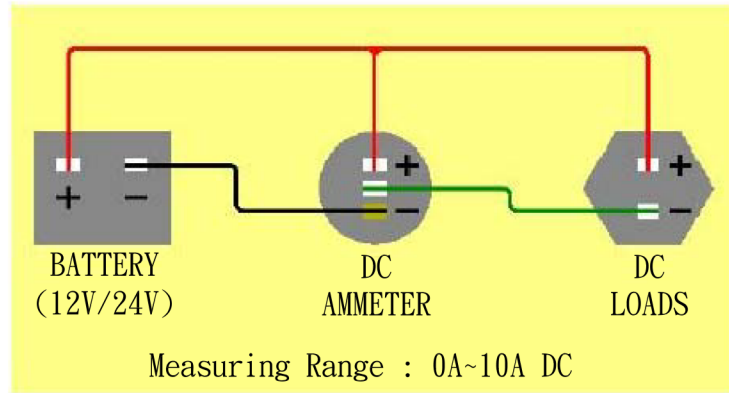 + - + - + -
BATTERY DC DC
(12V/24V) AMMETER LOADS
Measuring Range : 0A~10A DC